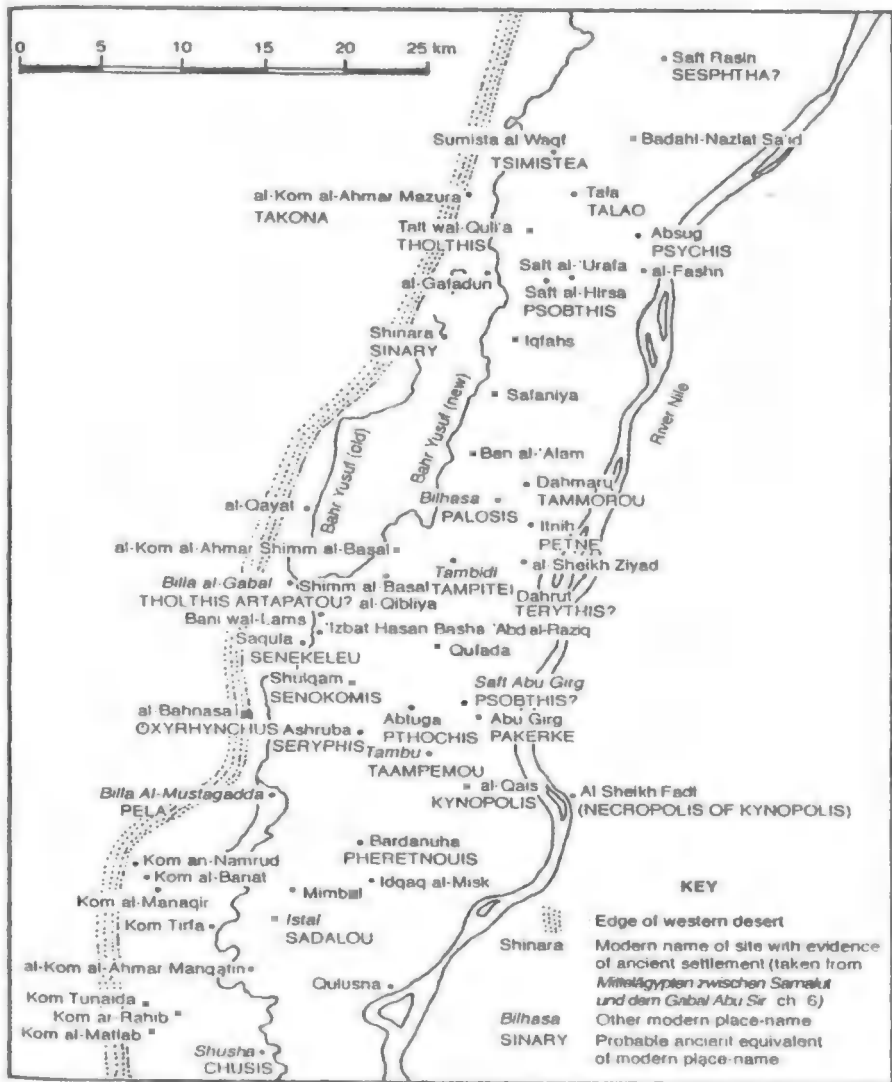 0 5 10 15 20 25 km
Saft Rasin
SESPHTHA?
Sumista al Waqf
TSIMISTEA
Badahl-Nazlat Sa'id
al-Kom al-Ahmar Mazura
TAKONA
Tala
TALAO
Talt wal-Quli'a
THOLTHIS
Absug
PSYCHIS
al-Gafadun
Saft al-'Urafa
al-Fashn
Saft al-Hirsa
PSOBTHIS
Shinara
SINARY
Iqfahs
Safaniya
River Nile
Bahr Yusuf (old)
Bahr Yusuf (new)
Ban al-'Alam
Dahmaru
TAMMOROU
Bilhasa
PALOSIS
al-Qayat
Itnih
PETNE
al-Kom al-Ahmar Shimm al-Basal
Tambidi
TAMPITEI
al-Sheikh Ziyad
Billa al-Gabal
THOLTHIS ARTAPATOU?
Shimm al Basal
al-Qibliya
Dahrut
TERYTHIS?
Bani wal-Lams
'Izbat Hasan Basha 'Abd al-Raziq
Saqula
SENEKELEU
Qufada
Shulqam
SENOKOMIS
Saft Abu Girg
PSOBTHIS?
al Bahnasa
OXYRHYNCHUS
Ashruba
SERYPHIS
Abtuga
PTHOCHIS
Abu Girg
PAKERKE
Tambu
TAAMPEMOU
al-Qais
KYNOPOLIS
Al Sheikh Fadl
(NECROPOLIS OF KYNOPOLIS)
Billa Al-Mustagadda
PELA
Bardanuha
PHERETNOUIS
Kom an-Namrud
Kom al-Banat
Idqaq al-Misk
Kom al-Manaqir
Mimbal
Kom Tirfa
Istal
SADALOU
al-Kom al-Ahmar Manqatin
Qulusna
Kom Tunaida
Kom ar-Rahib
Kom al-Matlab
Shusha
CHUSIS
KEY
Edge of western desert
Shinara Modern name of site with evidence
of ancient settlement (taken from
Mittelägypten zwischen Samalut
und dem Gabal Abu Sir ch 6)
Bilhasa Other modern place-name
SINARY Probable ancient equivalent
of modern place-name